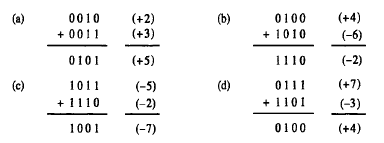 (a) 0010 (+2) (b) 0100 (+4)
+ 0011 (+3) + 1010 (−6)
0101 (+5) 1110 (−2)
(c) 1011 (−5) (d) 0111 (+7)
+ 1110 (−2) + 1101 (−3)
1001 (−7) 0100 (+4)